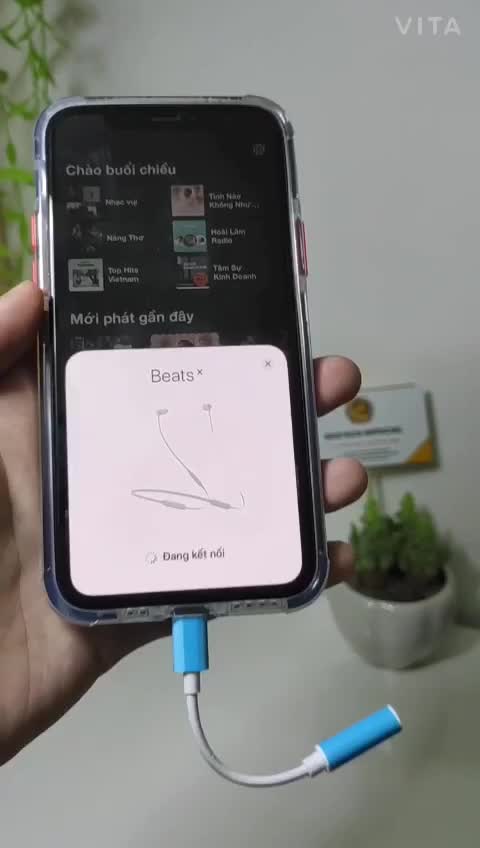 VITA
Chào buổi chiều
Nhạc vui
Tình Nào
Không Như...
Nàng Thơ
Hoài Lâm
Radio
Top Hits
Vietnam
Tâm Sự
Kinh Doanh
Mới phát gần đây
Beats x
Đang kết nối